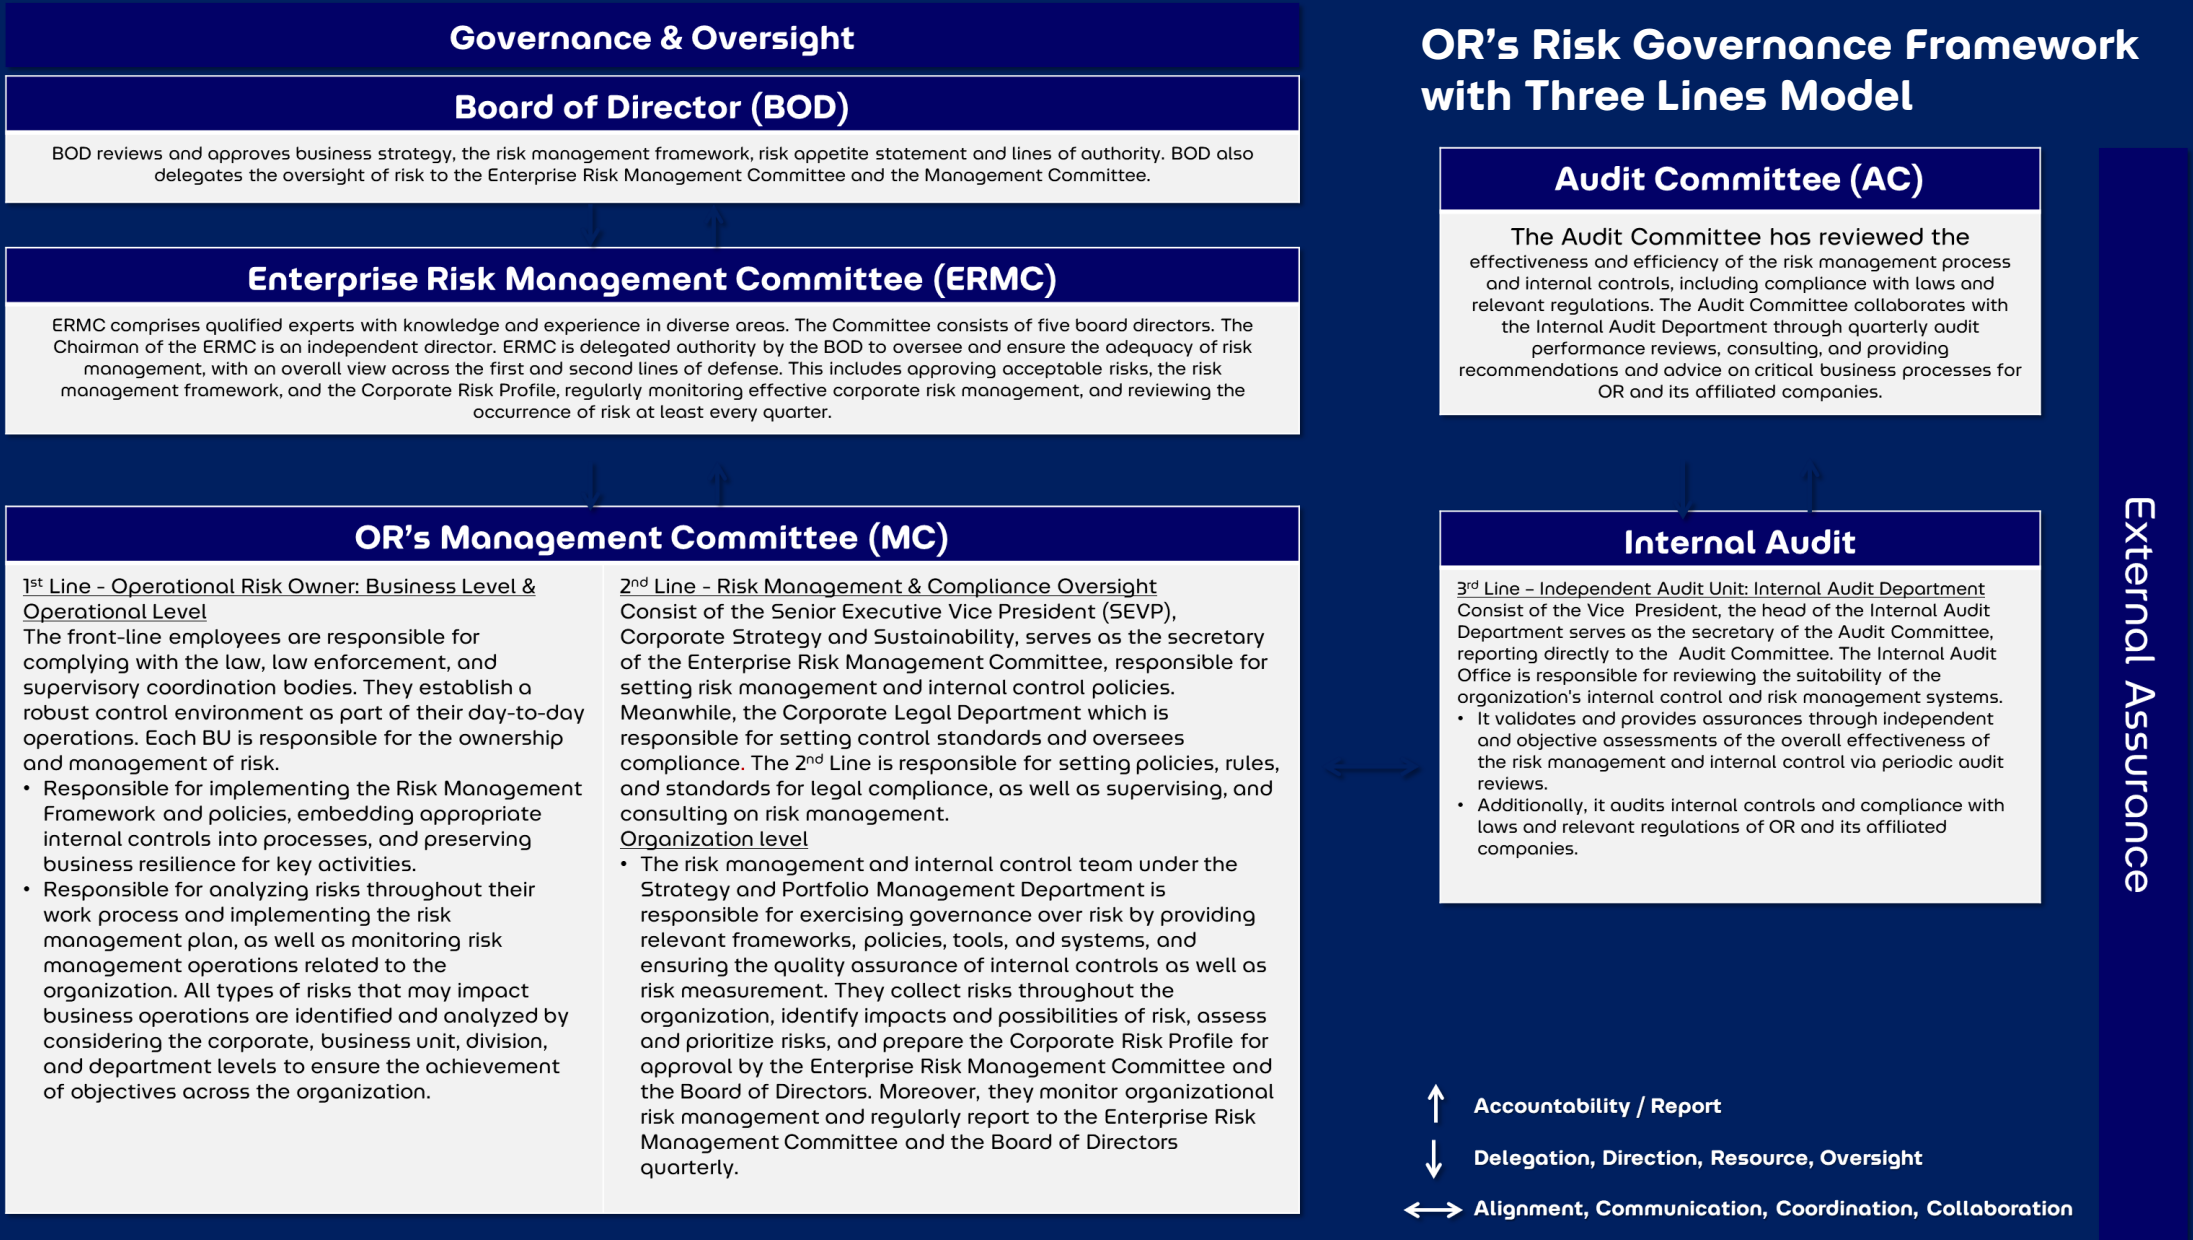 Governance & Oversight
Board of Director (BOD)
BOD reviews and approves business strategy, the risk management framework, risk appetite statement and lines of authority. BOD also
delegates the oversight of risk to the Enterprise Risk Management Committee and the Management Committee.
Enterprise Risk Management Committee (ERMC)
ERMC comprises qualified experts with knowledge and experience in diverse areas. The Committee consists of five board directors. The
Chairman of the ERMC is an independent director. ERMC is delegated authority by the BOD to oversee and ensure the adequacy of risk
management, with an overall view across the first and second lines of defense. This includes approving acceptable risks, the risk
management framework, and the Corporate Risk Profile, regularly monitoring effective corporate risk management, and reviewing the
occurrence of risk at least every quarter.
OR's Management Committee (MC)
1st Line - Operational Risk Owner: Business Level &
Operational Level
The front-line employees are responsible for
complying with the law, law enforcement, and
supervisory coordination bodies. They establish a
robust control environment as part of their day-to-day
operations. Each BU is responsible for the ownership
and management of risk.
• Responsible for implementing the Risk Management
Framework and policies, embedding appropriate
internal controls into processes, and preserving
business resilience for key activities.
• Responsible for analyzing risks throughout their
work process and implementing the risk
management plan, as well as monitoring risk
management operations related to the
organization. All types of risks that may impact
business operations are identified and analyzed by
considering the corporate, business unit, division,
and department levels to ensure the achievement
of objectives across the organization.
2nd Line - Risk Management & Compliance Oversight
Consist of the Senior Executive Vice President (SEVP),
Corporate Strategy and Sustainability, serves as the secretary
of the Enterprise Risk Management Committee, responsible for
setting risk management and internal control policies.
Meanwhile, the Corporate Legal Department which is
responsible for setting control standards and oversees
compliance. The 2nd Line is responsible for setting policies, rules,
and standards for legal compliance, as well as supervising, and
consulting on risk management.
Organization level
• The risk management and internal control team under the
Strategy and Portfolio Management Department is
responsible for exercising governance over risk by providing
relevant frameworks, policies, tools, and systems, and
ensuring the quality assurance of internal controls as well as
risk measurement. They collect risks throughout the
organization, identify impacts and possibilities of risk, assess
and prioritize risks, and prepare the Corporate Risk Profile for
approval by the Enterprise Risk Management Committee and
the Board of Directors. Moreover, they monitor organizational
risk management and regularly report to the Enterprise Risk
Management Committee and the Board of Directors
quarterly.
OR's Risk Governance Framework
with Three Lines Model
Audit Committee (AC)
The Audit Committee has reviewed the
effectiveness and efficiency of the risk management process
and internal controls, including compliance with laws and
relevant regulations. The Audit Committee collaborates with
the Internal Audit Department through quarterly audit
performance reviews, consulting, and providing
recommendations and advice on critical business processes for
OR and its affiliated companies.
Internal Audit
3rd Line – Independent Audit Unit: Internal Audit Department
Consist of the Vice President, the head of the Internal Audit
Department serves as the secretary of the Audit Committee,
reporting directly to the Audit Committee. The Internal Audit
Office is responsible for reviewing the suitability of the
organization's internal control and risk management systems.
• It validates and provides assurances through independent
and objective assessments of the overall effectiveness of
the risk management and internal control via periodic audit
reviews.
• Additionally, it audits internal controls and compliance with
laws and relevant regulations of OR and its affiliated
companies.
External Assurance
Accountability / Report
Delegation, Direction, Resource, Oversight
Alignment, Communication, Coordination, Collaboration